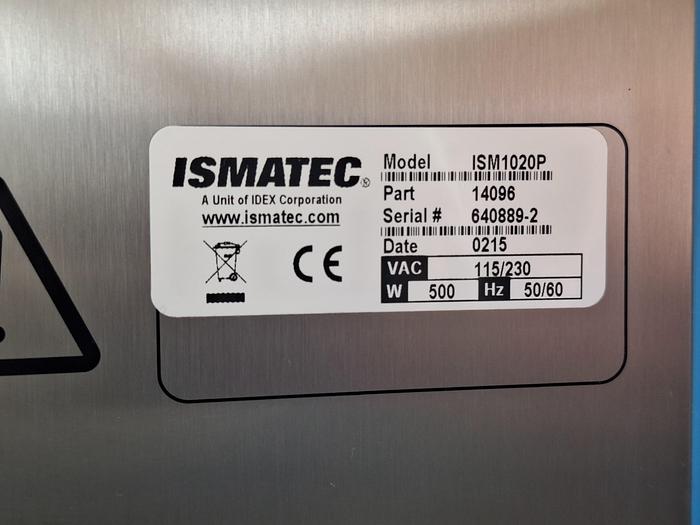 ISMATEC®
A Unit of IDEX Corporation
www.ismatec.com
CE
Model ISM1020P
Part 14096
Serial # 640889-2
Date 0215
VAC 115/230
W 500 Hz 50/60